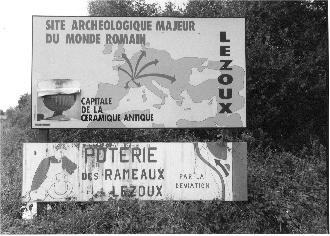 SITE ARCHEOLOGIQUE MAJEUR
DU MONDE ROMAIN
LEZOUX
CAPITALE
DE LA
CERAMIQUE ANTIQUE
POTERIE
DES RAMEAUX
LEZOUX
PAR LA
DEVIATION